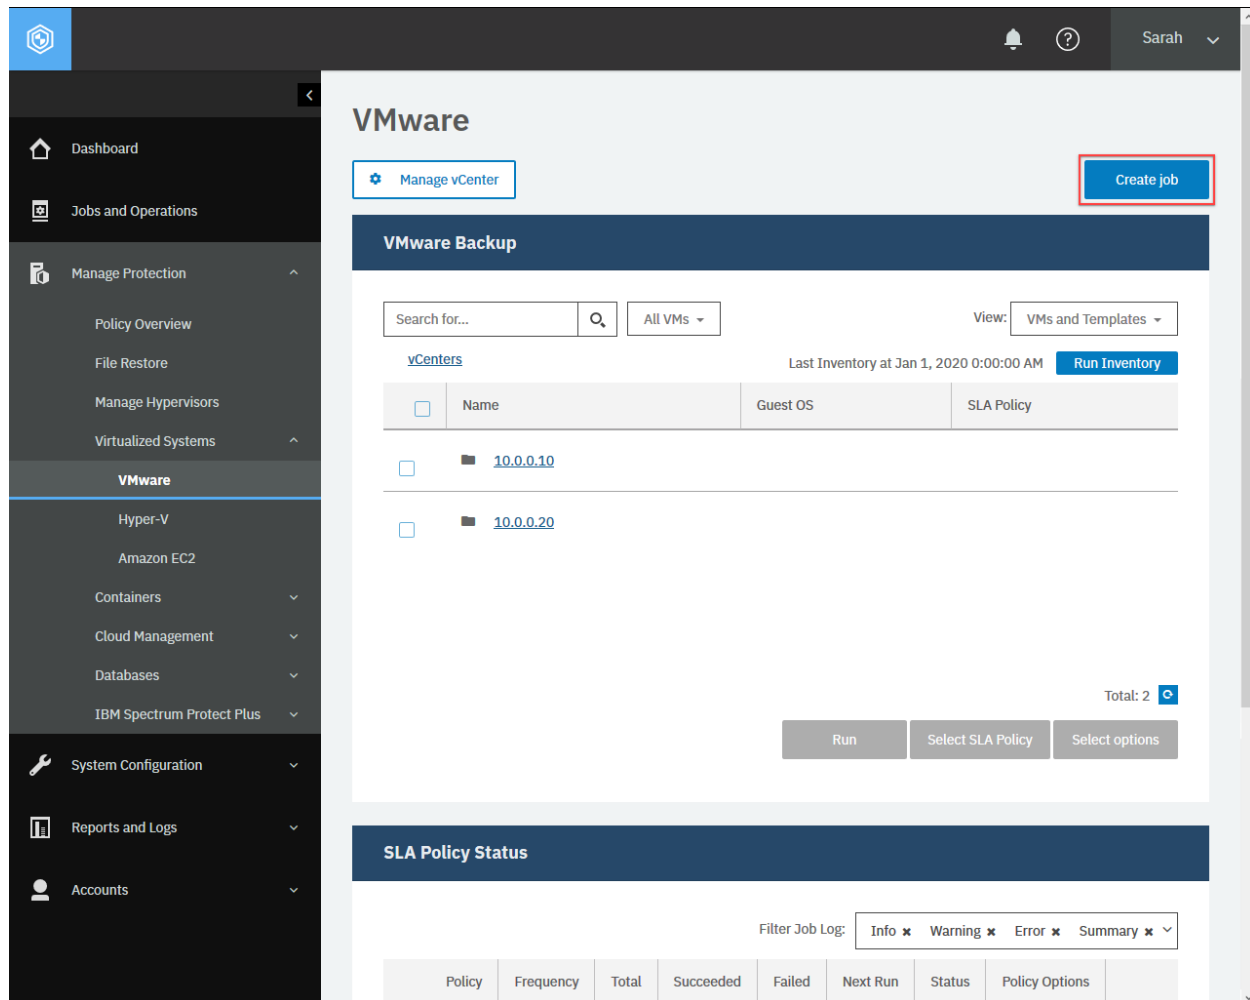 Sarah
VMware
Dashboard
Manage vCenter
Create job
Jobs and Operations
VMware Backup
Manage Protection
Policy Overview
File Restore
Manage Hypervisors
Virtualized Systems
VMware
Hyper-V
Amazon EC2
Containers
Cloud Management
Databases
IBM Spectrum Protect Plus
System Configuration
Reports and Logs
Accounts
Search for...
All VMs
View: VMs and Templates
vCenters
Last Inventory at Jan 1, 2020 0:00:00 AM Run Inventory
Name Guest OS SLA Policy
10.0.0.10
10.0.0.20
Total: 2
Run Select SLA Policy Select options
SLA Policy Status
Filter Job Log: Info × Warning × Error × Summary ×
Policy Frequency Total Succeeded Failed Next Run Status Policy Options